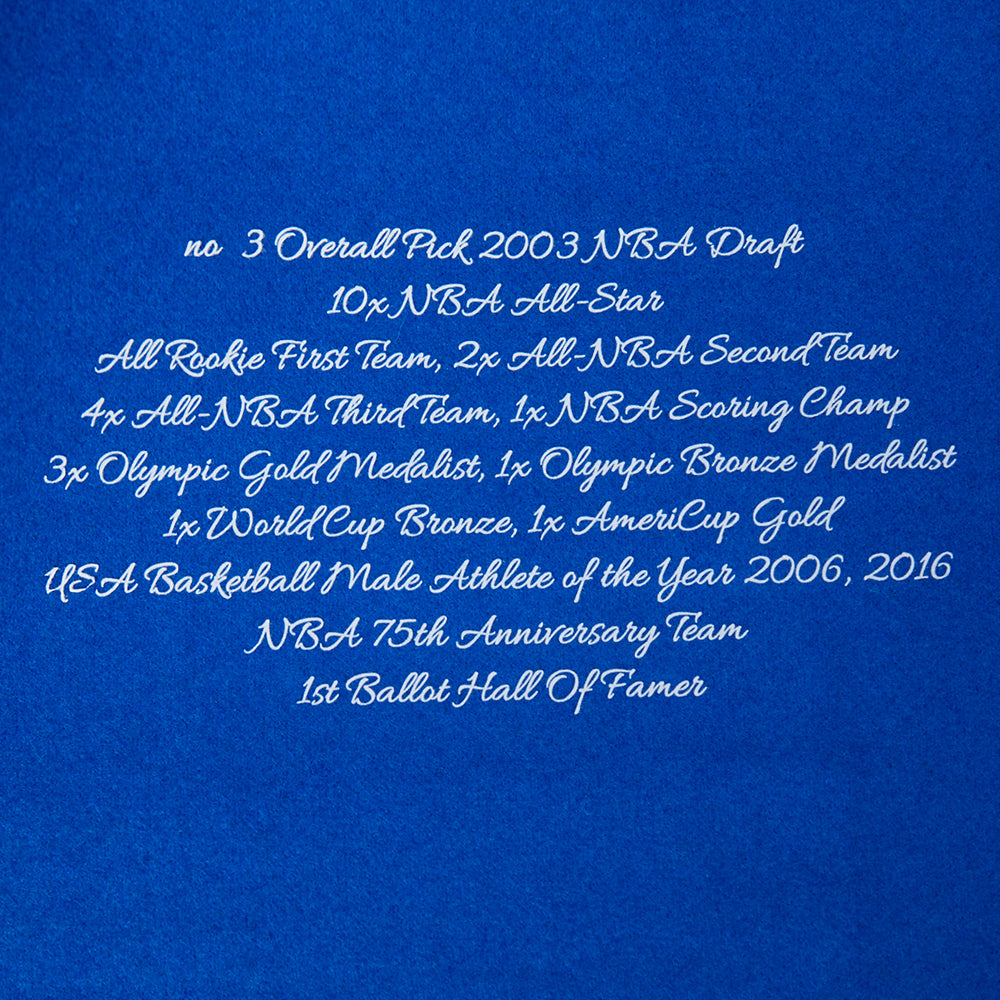 no 3 Overall Pick 2003 NBA Draft
10x NBA All-Star
All Rookie First Team, 2x All-NBA Second Team
4x All-NBA Third Team, 1x NBA Scoring Champ
3x Olympic Gold Medalist, 1x Olympic Bronze Medalist
1x World Cup Bronze, 1x AmeriCup Gold
USA Basketball Male Athlete of the Year 2006, 2016
NBA 75th Anniversary Team
1st Ballot Hall Of Famer